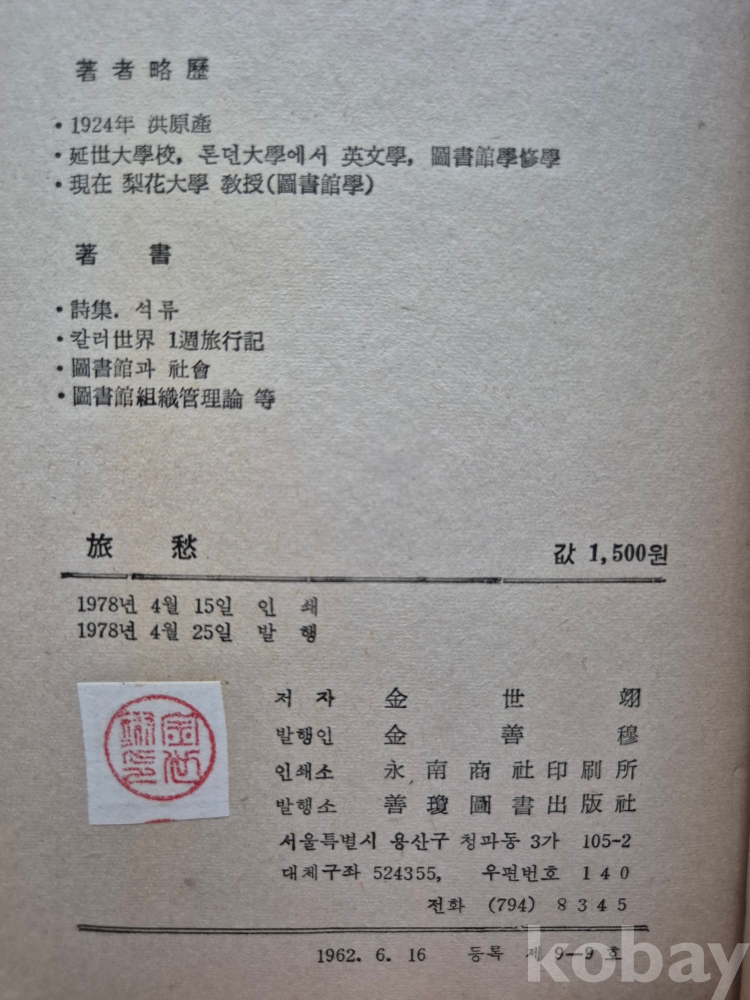 著者略歷
• 1924年 洪原產
• 延世大學校, 론던大學에서 英文學, 圖書館學修學
• 現在 梨花大學 敎授(圖書館學)
著 書
• 詩集. 석류
• 칼러世界 1週旅行記
• 圖書館과 社會
• 圖書館組織管理論 等
旅 愁 값 1,500원
1978년 4월 15일 인 쇄
1978년 4월 25일 발 행
저 자 金 世 翊
발행인 金 善 穆
인쇄소 永南商社印刷所
발행소 善瓊圖書出版社
서울특별시 용산구 청파동 3가 105-2
대체구좌 524355, 우편번호 140
전화 (794) 8345
1962. 6. 16 등록 제 9—9 호
kobay